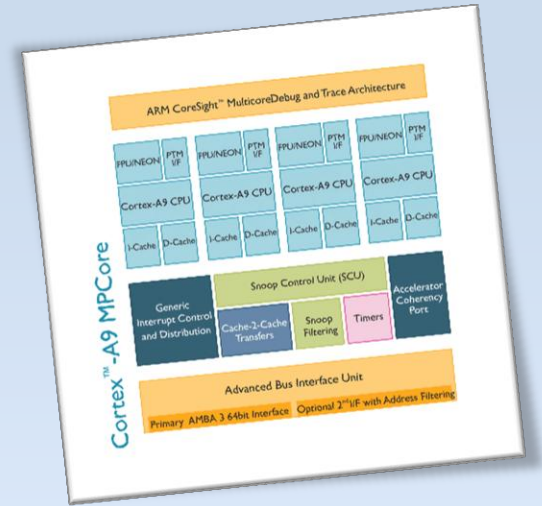 ARM CoreSight™ MulticoreDebug and Trace Architecture
FPU/NEON PTM I/F FPU/NEON PTM I/F FPU/NEON PTM I/F FPU/NEON PTM I/F
Cortex-A9 CPU Cortex-A9 CPU Cortex-A9 CPU Cortex-A9 CPU
I-Cache D-Cache I-Cache D-Cache I-Cache D-Cache I-Cache D-Cache
Generic
Interrupt Control
and Distribution
Snoop Control Unit (SCU)
Cache-2-Cache
Transfers
Snoop
Filtering
Timers
Accelerator
Coherency
Port
Advanced Bus Interface Unit
Primary AMBA 3 64bit Interface Optional 2nd I/F with Address Filtering
Cortex™-A9 MPCore